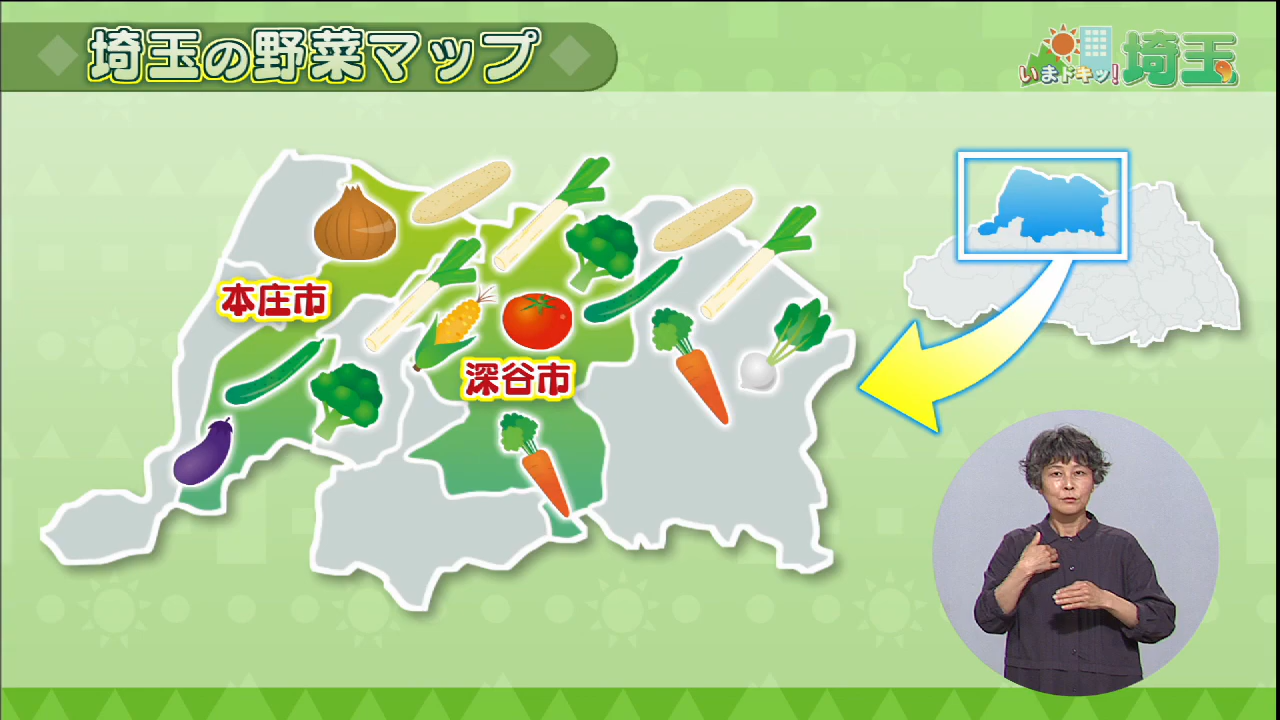 埼玉の野菜マップ
いまドキッ!埼玉
本庄市
深谷市